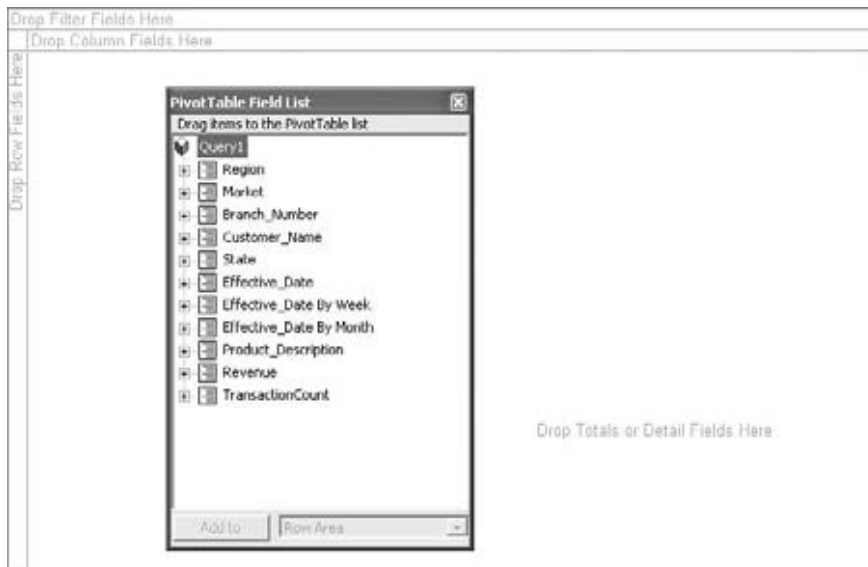 Drop Filter Fields Here
Drop Column Fields Here
Drop Row Fields Here
PivotTable Field List
Drag items to the PivotTable list
Query1
Region
Market
Branch_Number
Customer_Name
State
Effective_Date
Effective_Date By Week
Effective_Date By Month
Product_Description
Revenue
TransactionCount
Drop Totals or Detail Fields Here
Add to
Row Area